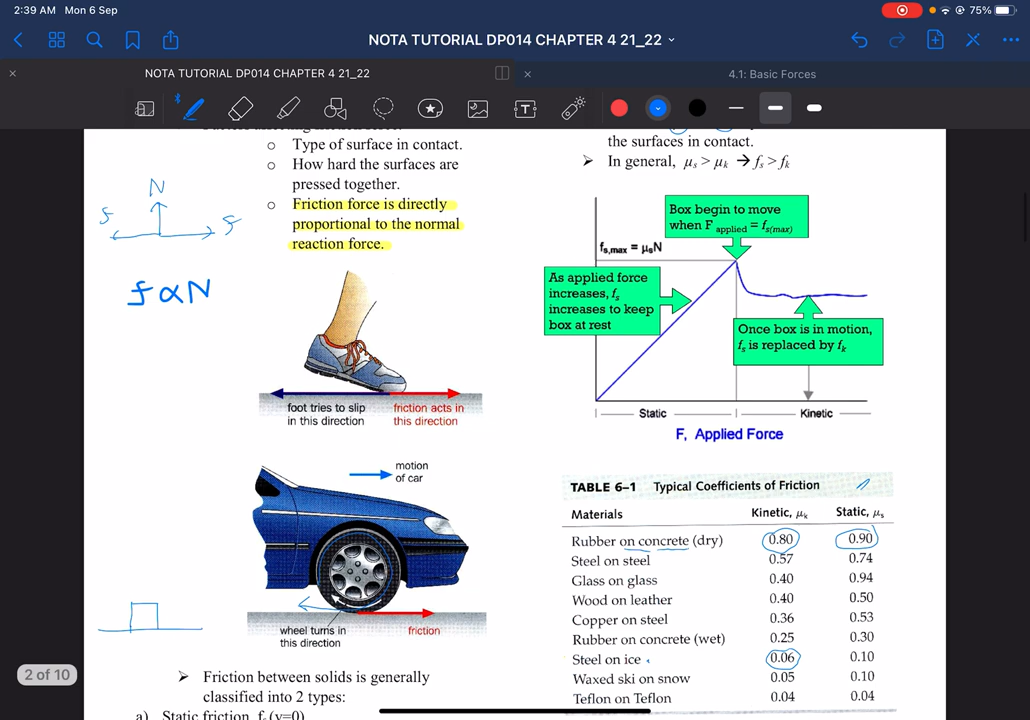 2:39 AM Mon 6 Sep
75%
NOTA TUTORIAL DP014 CHAPTER 4 21_22
NOTA TUTORIAL DP014 CHAPTER 4 21_22
4.1: Basic Forces
○ Type of surface in contact.
○ How hard the surfaces are
pressed together.
○ Friction force is directly
proportional to the normal
reaction force.
N
f
f
f ∝ N
foot tries to slip
in this direction
friction acts in
this direction
motion
of car
wheel turns in
this direction
friction
➢ Friction between solids is generally
classified into 2 types:
a) Static friction, fs (v=0)
2 of 10
the surfaces in contact.
➢ In general, μs > μk → fs > fk
Box begin to move
when F applied = fs(max)
fs,max = μsN
As applied force
increases, fs
increases to keep
box at rest
Once box is in motion,
fs is replaced by fk
Static
Kinetic
F, Applied Force
TABLE 6–1 Typical Coefficients of Friction
Materials Kinetic, μk Static, μs
Rubber on concrete (dry) 0.80 0.90
Steel on steel 0.57 0.74
Glass on glass 0.40 0.94
Wood on leather 0.40 0.50
Copper on steel 0.36 0.53
Rubber on concrete (wet) 0.25 0.30
Steel on ice 0.06 0.10
Waxed ski on snow 0.05 0.10
Teflon on Teflon 0.04 0.04